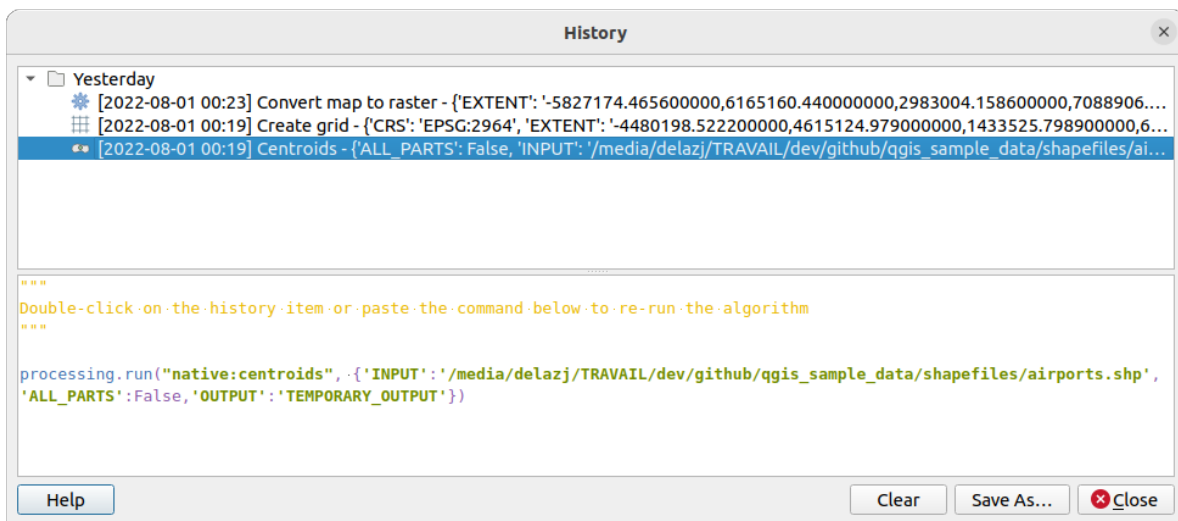 History
Yesterday
[2022-08-01 00:23] Convert map to raster - {'EXTENT': '-5827174.465600000,6165160.440000000,2983004.158600000,7088906....
[2022-08-01 00:19] Create grid - {'CRS': 'EPSG:2964', 'EXTENT': '-4480198.522200000,4615124.979000000,1433525.798900000,6...
[2022-08-01 00:19] Centroids - {'ALL_PARTS': False, 'INPUT': '/media/delazj/TRAVAIL/dev/github/qgis_sample_data/shapefiles/ai...
"""
Double-click·on·the·history·item·or·paste·the·command·below·to·re-run·the·algorithm
"""
processing.run("native:centroids",·{'INPUT':'/media/delazj/TRAVAIL/dev/github/qgis_sample_data/shapefiles/airports.shp',
'ALL_PARTS':False,'OUTPUT':'TEMPORARY_OUTPUT'})
Help
Clear
Save As...
Close